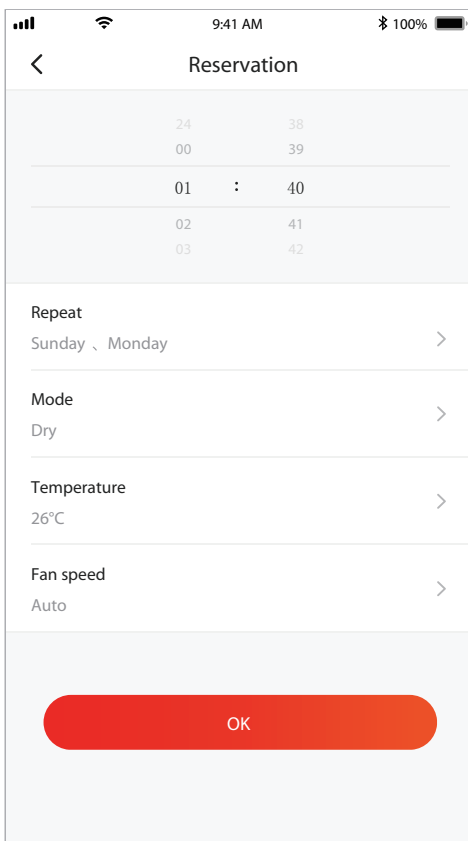 9:41 AM 100%
Reservation
24 38
00 39
01 : 40
02 41
03 42
Repeat
Sunday 、Monday
Mode
Dry
Temperature
26°C
Fan speed
Auto
OK